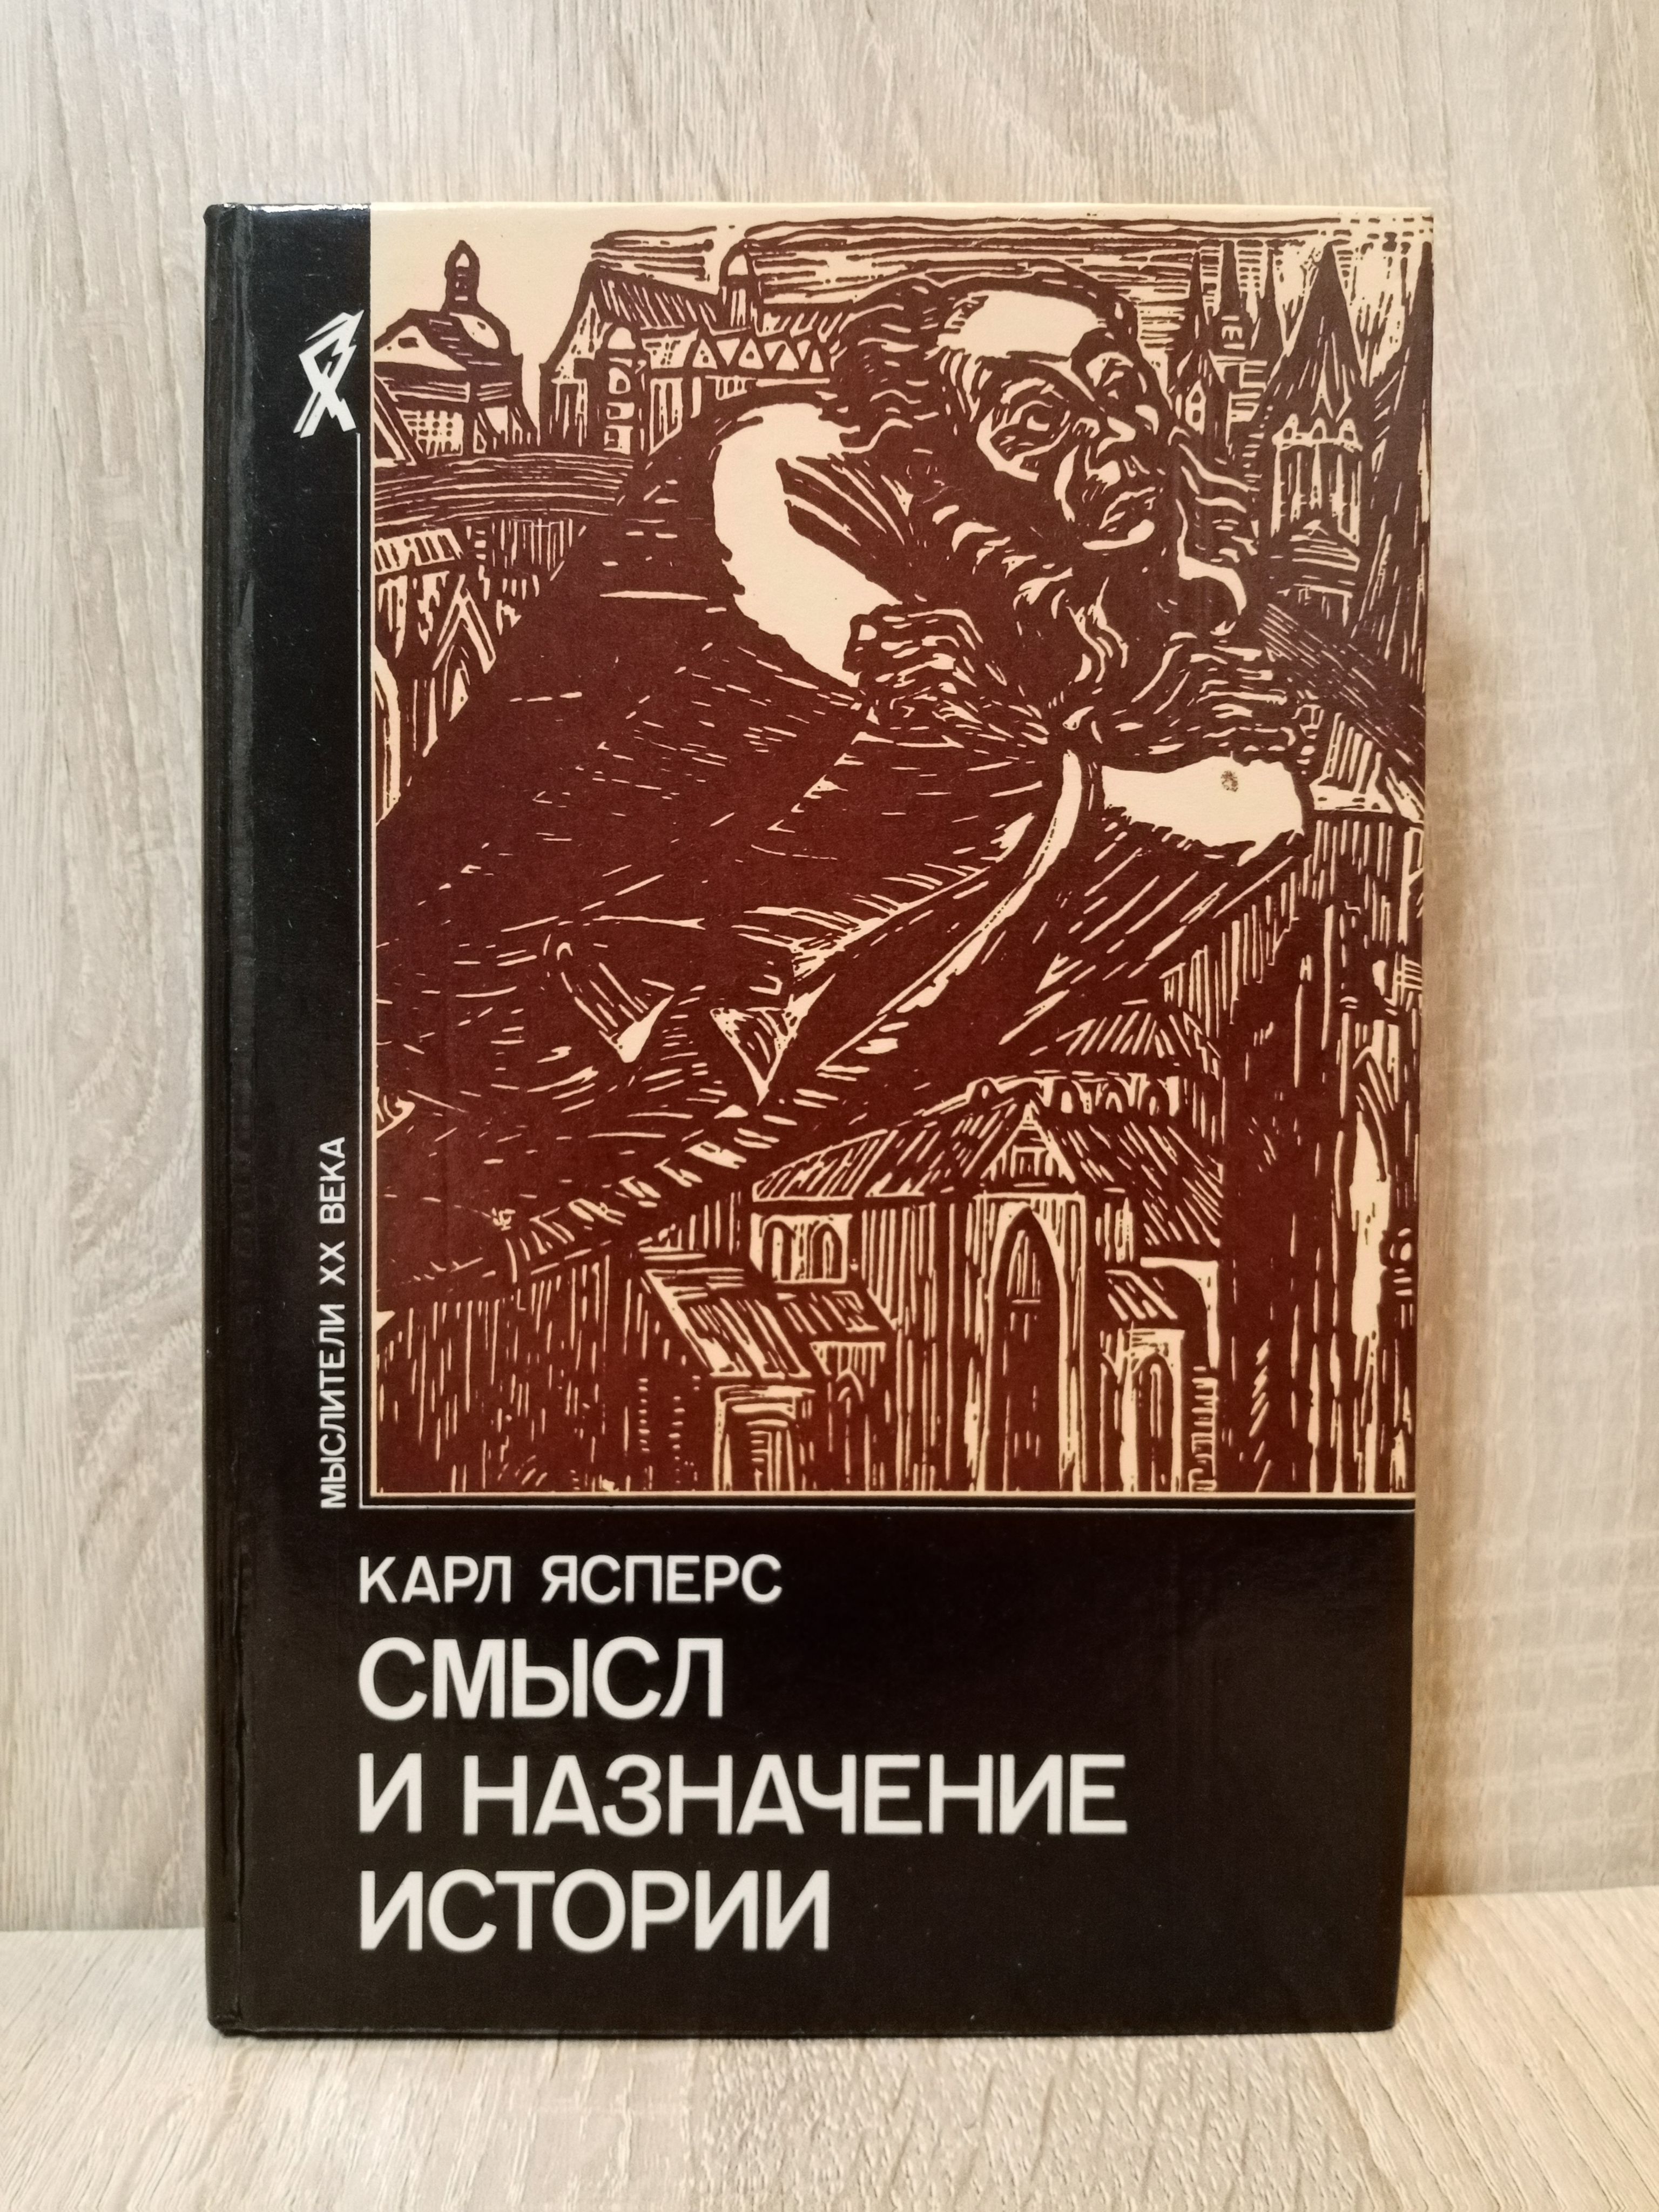 МЫСЛИТЕЛИ XX ВЕКА
КАРЛ ЯСПЕРС
СМЫСЛ
И НАЗНАЧЕНИЕ
ИСТОРИИ